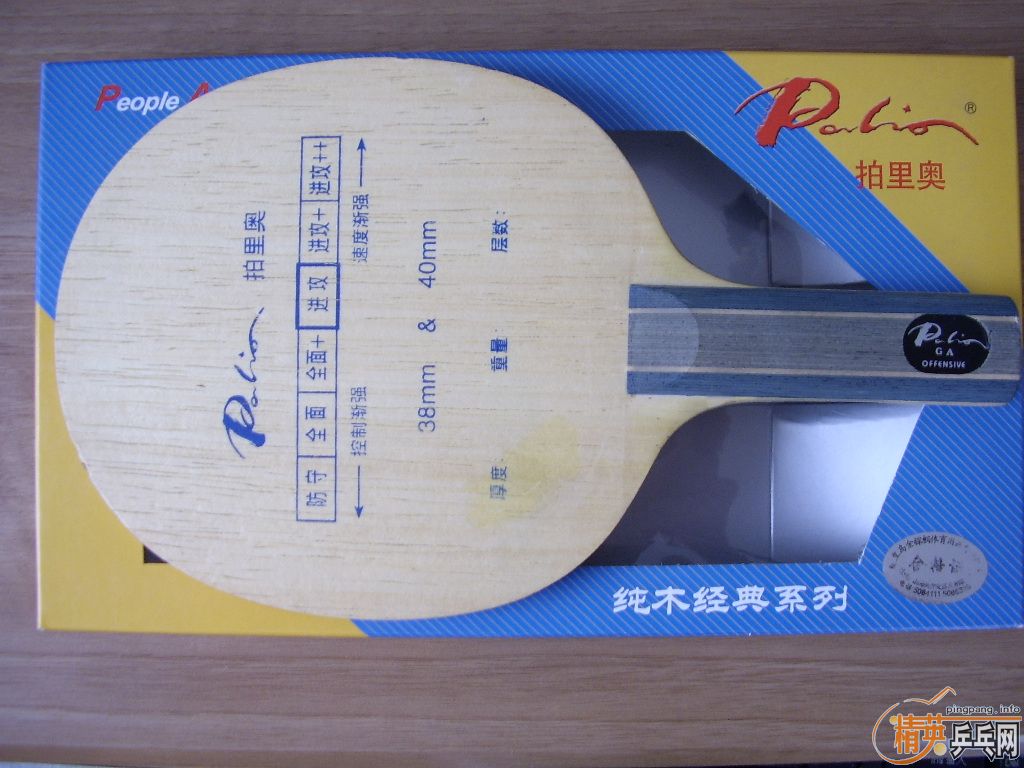 People
Palio®
拍里奥
Palio 拍里奥
防守 全面 全面+ 进攻 进攻+ 进攻++
控制渐强 速度渐强
38mm & 40mm
厚度: 重量: 层数:
Palio
GA
OFFENSIVE
纯木经典系列
pingpang.info
精英乒乓网